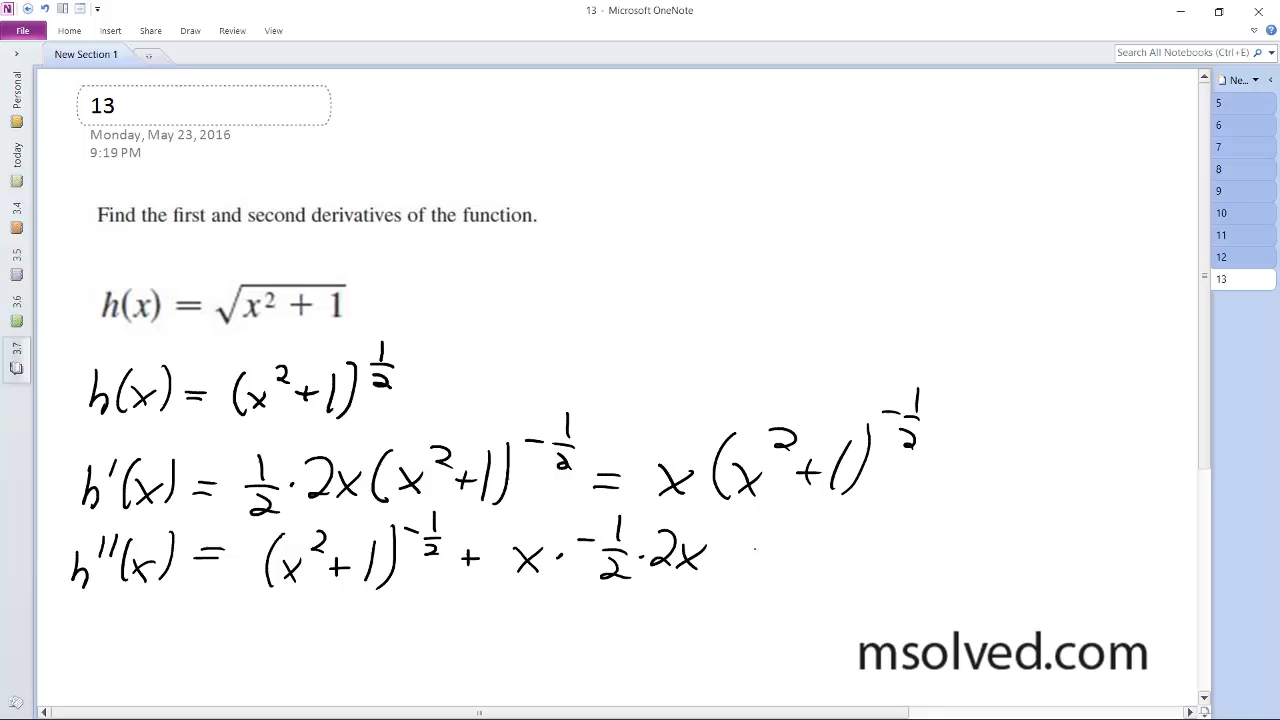 13 - Microsoft OneNote
File Home Insert Share Draw Review View
New Section 1
Search All Notebooks (Ctrl+E)
Ne...
Personal
today
3.4
3.5
3.6
3.7
5
6
7
8
9
10
11
12
13
13
Monday, May 23, 2016
9:19 PM
Find the first and second derivatives of the function.
h(x) = √(x² + 1)
h(x) = (x²+1)^(1/2)
h'(x) = 1/2 · 2x(x²+1)^(-1/2) = x(x²+1)^(-1/2)
h''(x) = (x²+1)^(-1/2) + x · -1/2 · 2x
msolved.com